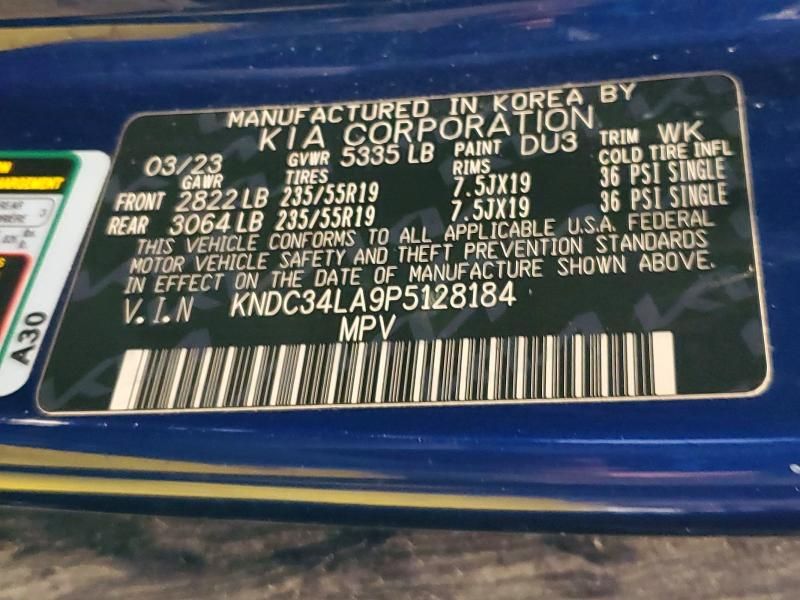 MANUFACTURED IN KOREA BY
KIA CORPORATION
03/23 GVWR 5335 LB PAINT DU3 TRIM WK
GAWR TIRES RIMS COLD TIRE INFL
FRONT 2822 LB 235/55R19 7.5JX19 36 PSI SINGLE
REAR 3064 LB 235/55R19 7.5JX19 36 PSI SINGLE
THIS VEHICLE CONFORMS TO ALL APPLICABLE U.S.A. FEDERAL
MOTOR VEHICLE SAFETY AND THEFT PREVENTION STANDARDS
IN EFFECT ON THE DATE OF MANUFACTURE SHOWN ABOVE.
V.I.N KNDC34LA9P5128184
MPV
REAR 3
A30